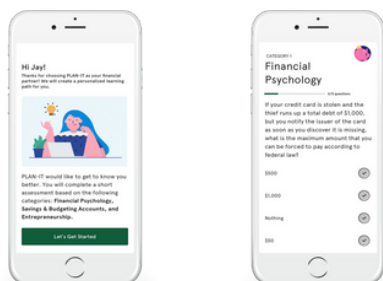 Hi Jay!
Thanks for choosing PLAN-IT as your financial
partner! We will create a personalized learning
path for you.
PLAN-IT would like to get to know you
better. You will complete a short
assessment based on the following
categories: Financial Psychology,
Savings & Budgeting Accounts, and
Entrepreneurship.
Let's Get Started
Financial
Psychology
If your credit card is stolen and the
thief runs up a total debt of $1,000,
but you notify the issuer of the card
as soon as you discover it is missing,
what is the maximum amount that you
can be forced to pay according to
federal law?
$500
$1,000
Nothing
$50